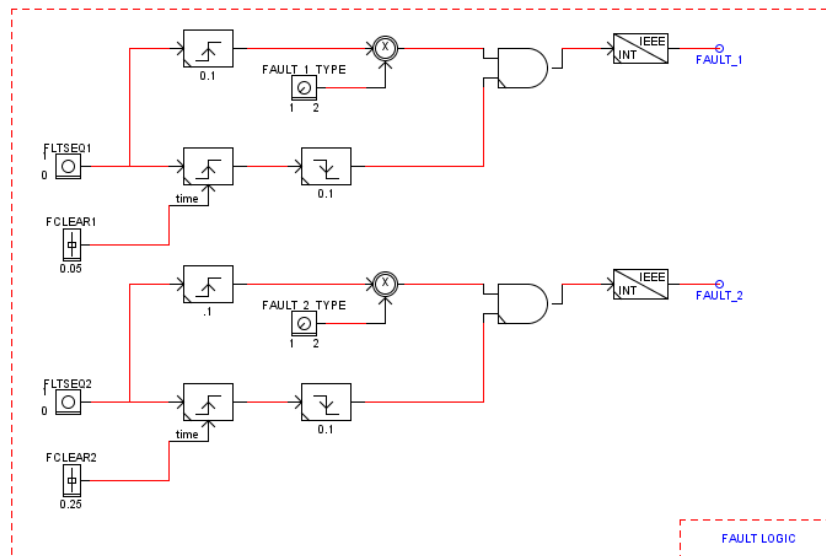 0.1
FAULT_1_TYPE
1 2
X
IEEE
INT
FAULT_1
FLTSEQ1
1
0
time
0.1
FCLEAR1
0.05
.1
FAULT_2_TYPE
1 2
X
IEEE
INT
FAULT_2
FLTSEQ2
1
0
time
0.1
FCLEAR2
0.25
FAULT LOGIC